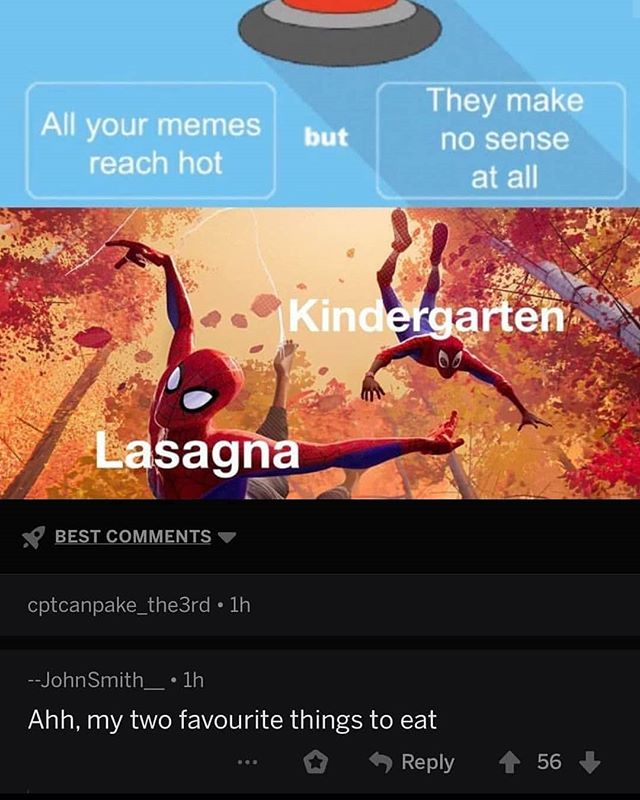 All your memes
reach hot
but
They make
no sense
at all
Kindergarten
Lasagna
BEST COMMENTS
cptcanpake_the3rd • 1h
--JohnSmith__ • 1h
Ahh, my two favourite things to eat
Reply
56